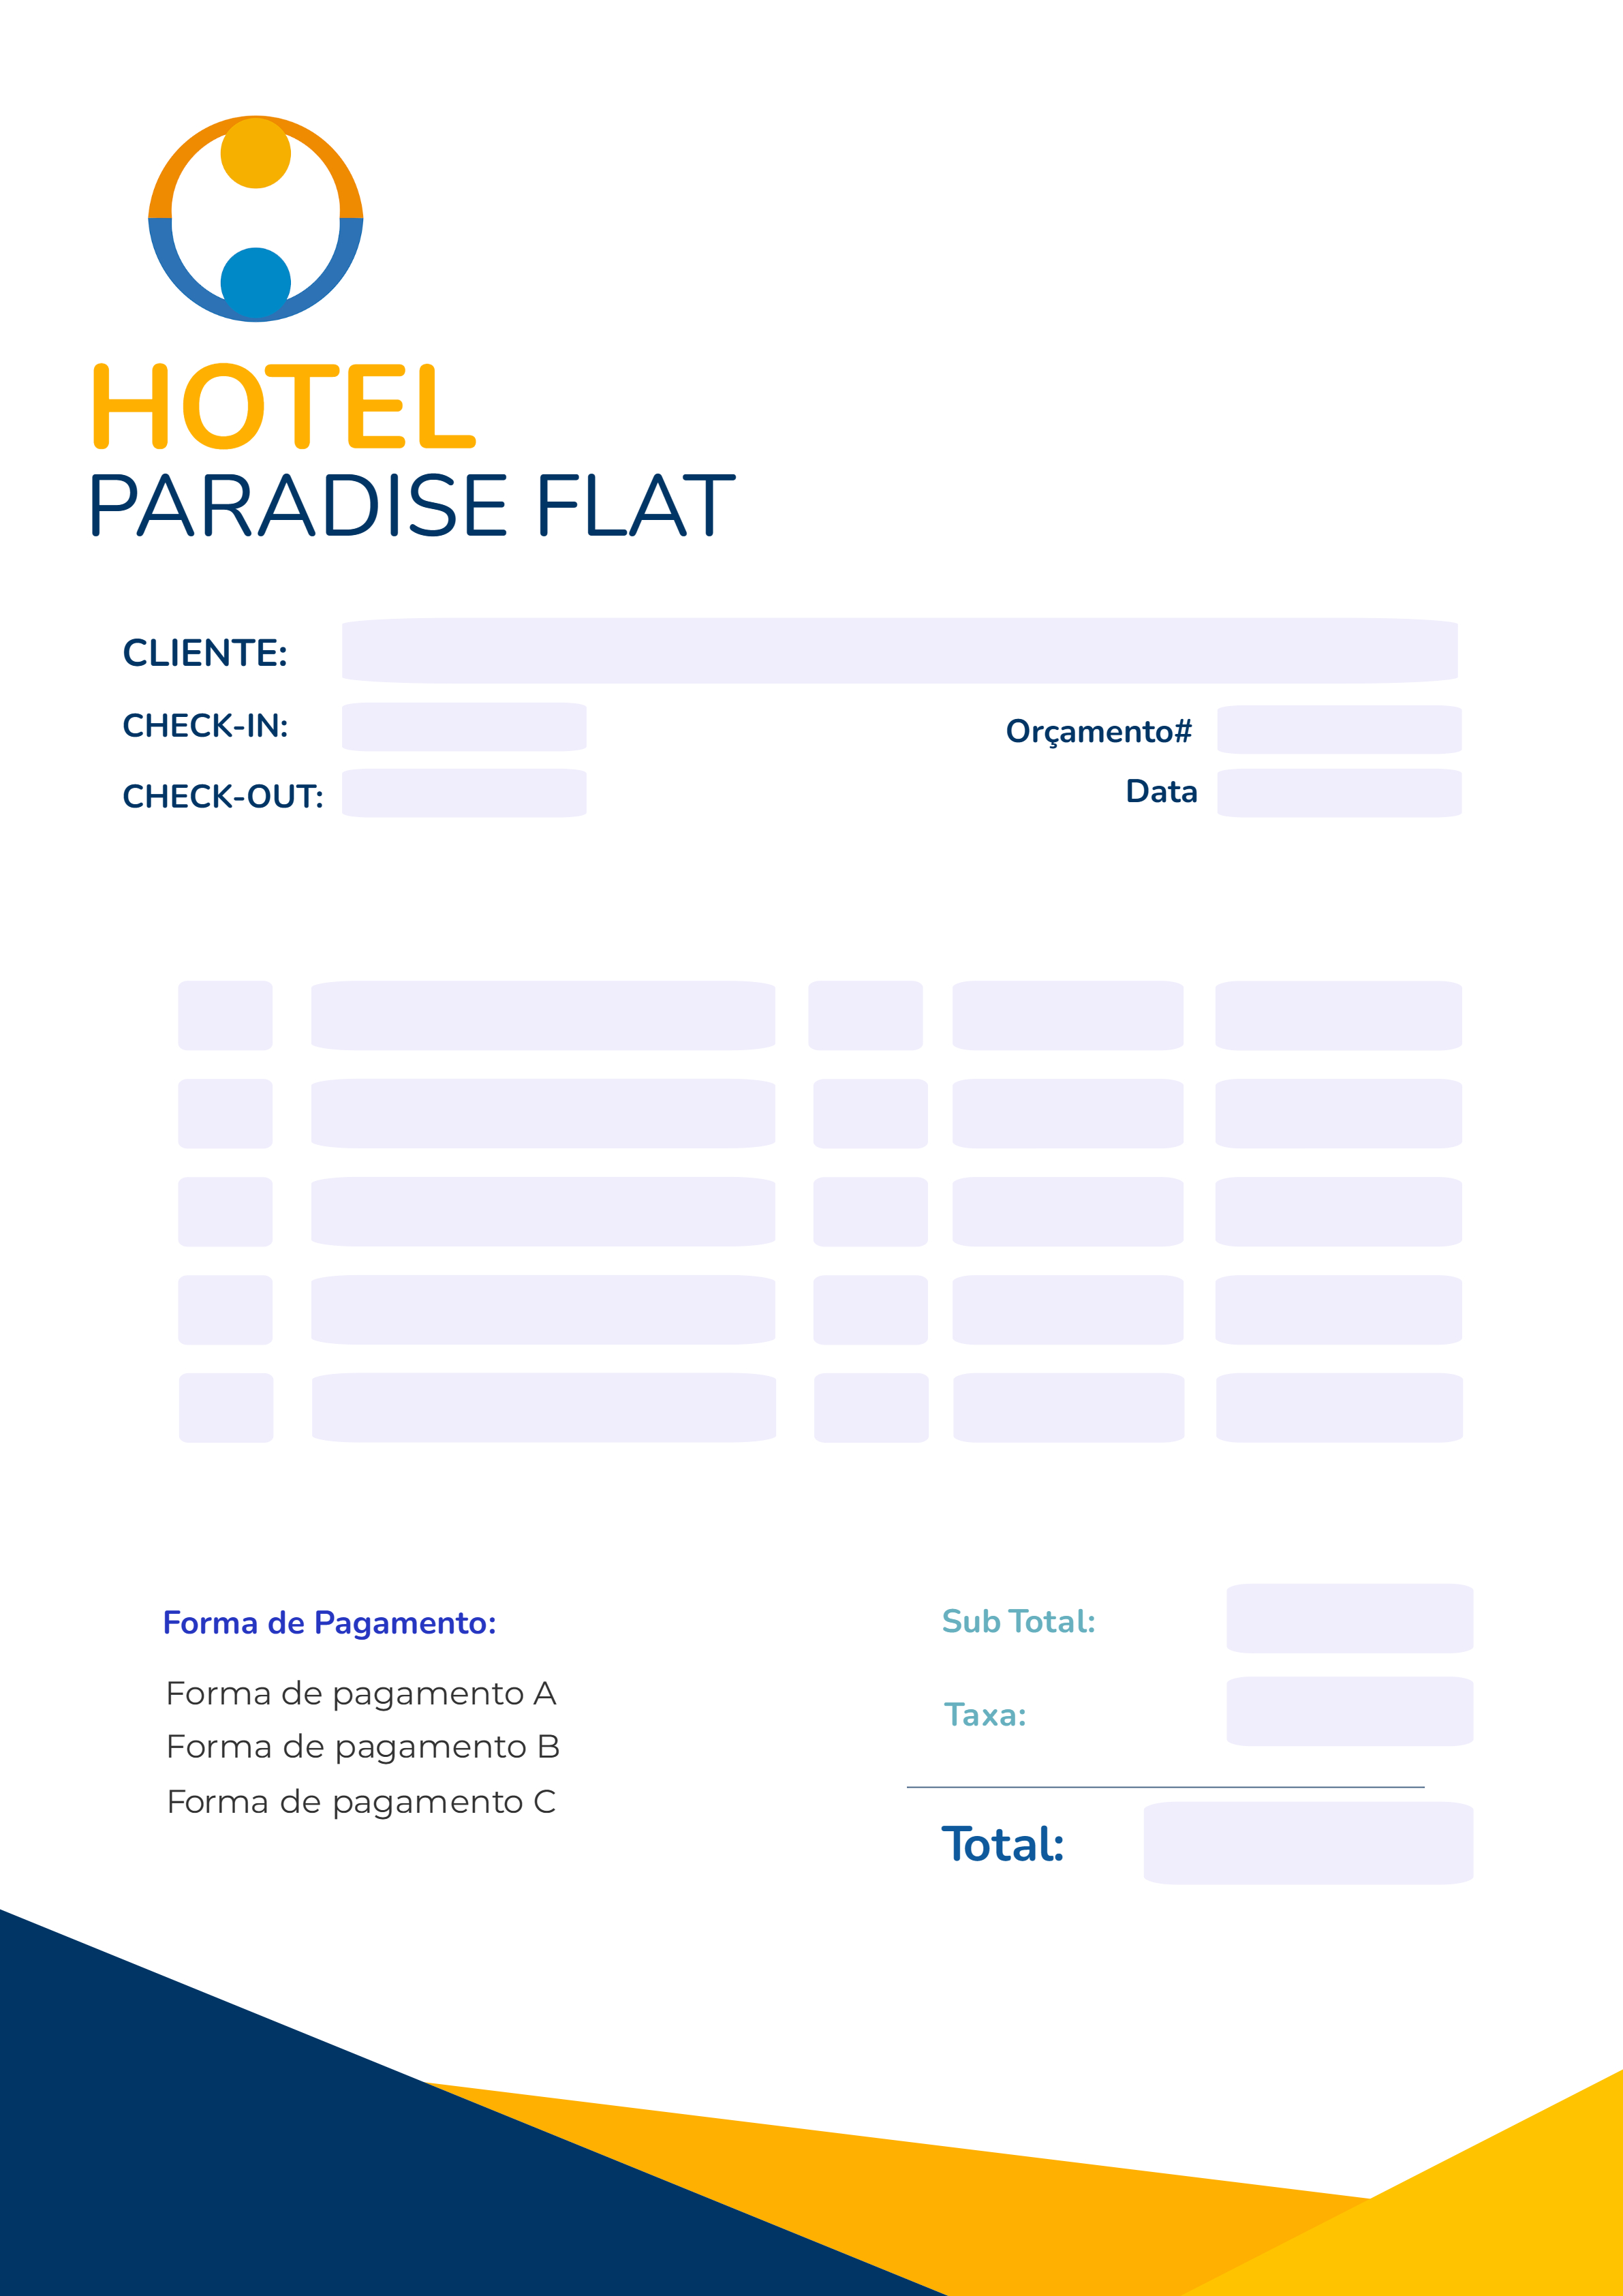 HOTEL
PARADISE FLAT
CLIENTE:
CHECK-IN:
Orçamento#
CHECK-OUT:
Data
Forma de Pagamento:
Sub Total:
Forma de pagamento A
Taxa:
Forma de pagamento B
Forma de pagamento C
Total: